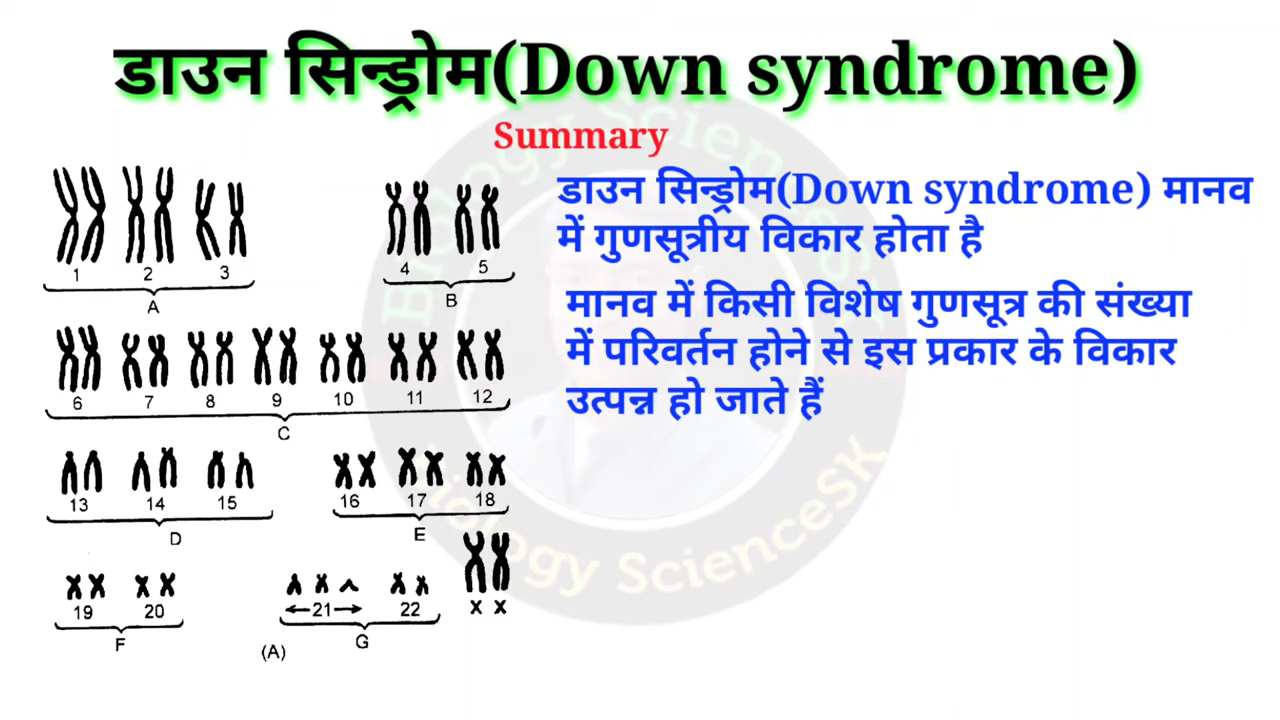 डाउन सिन्ड्रोम(Down syndrome)
Summary
डाउन सिन्ड्रोम(Down syndrome) मानव
में गुणसूत्रीय विकार होता है
मानव में किसी विशेष गुणसूत्र की संख्या
में परिवर्तन होने से इस प्रकार के विकार
उत्पन्न हो जाते हैं
1 2 3
A
4 5
B
6 7 8 9 10 11 12
C
13 14 15
D
16 17 18
E
19 20
F
21 22
G
x x
(A)
Biology ScienceSK
Biology ScienceSK